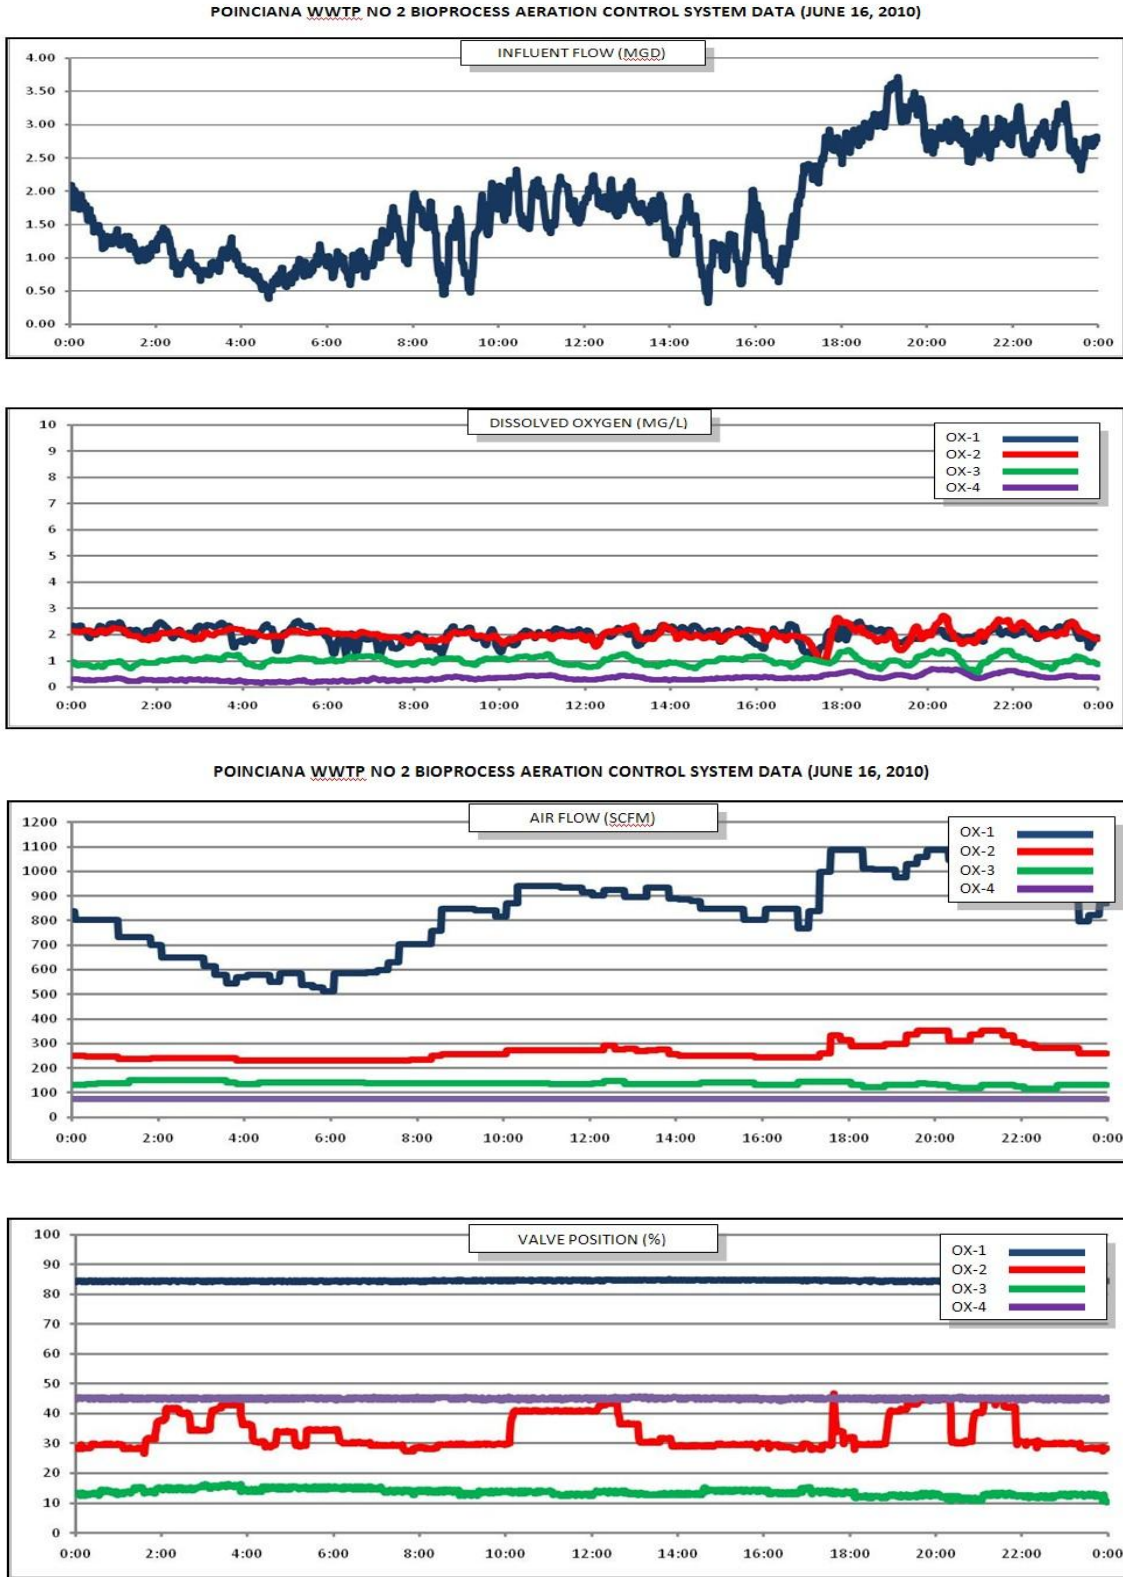 POINCIANA WWTP NO 2 BIOPROCESS AERATION CONTROL SYSTEM DATA (JUNE 16, 2010)
INFLUENT FLOW (MGD)
4.00
3.50
3.00
2.50
2.00
1.50
1.00
0.50
0.00
0:00 2:00 4:00 6:00 8:00 10:00 12:00 14:00 16:00 18:00 20:00 22:00 0:00
DISSOLVED OXYGEN (MG/L)
10
9
8
7
6
5
4
3
2
1
0
OX-1
OX-2
OX-3
OX-4
0:00 2:00 4:00 6:00 8:00 10:00 12:00 14:00 16:00 18:00 20:00 22:00 0:00
POINCIANA WWTP NO 2 BIOPROCESS AERATION CONTROL SYSTEM DATA (JUNE 16, 2010)
AIR FLOW (SCFM)
1200
1100
1000
900
800
700
600
500
400
300
200
100
0
OX-1
OX-2
OX-3
OX-4
0:00 2:00 4:00 6:00 8:00 10:00 12:00 14:00 16:00 18:00 20:00 22:00 0:00
VALVE POSITION (%)
100
90
80
70
60
50
40
30
20
10
0
OX-1
OX-2
OX-3
OX-4
0:00 2:00 4:00 6:00 8:00 10:00 12:00 14:00 16:00 18:00 20:00 22:00 0:00